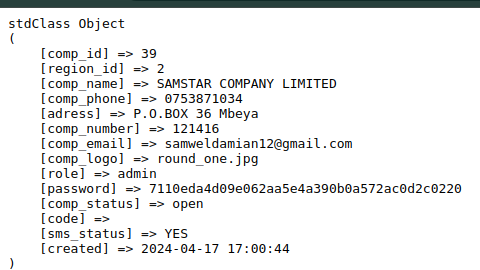 stdClass Object
(
    [comp_id] => 39
    [region_id] => 2
    [comp_name] => SAMSTAR COMPANY LIMITED
    [comp_phone] => 0753871034
    [adress] => P.O.BOX 36 Mbeya
    [comp_number] => 121416
    [comp_email] => samweldamian12@gmail.com
    [comp_logo] => round_one.jpg
    [role] => admin
    [password] => 7110eda4d09e062aa5e4a390b0a572ac0d2c0220
    [comp_status] => open
    [code] =>
    [sms_status] => YES
    [created] => 2024-04-17 17:00:44
)